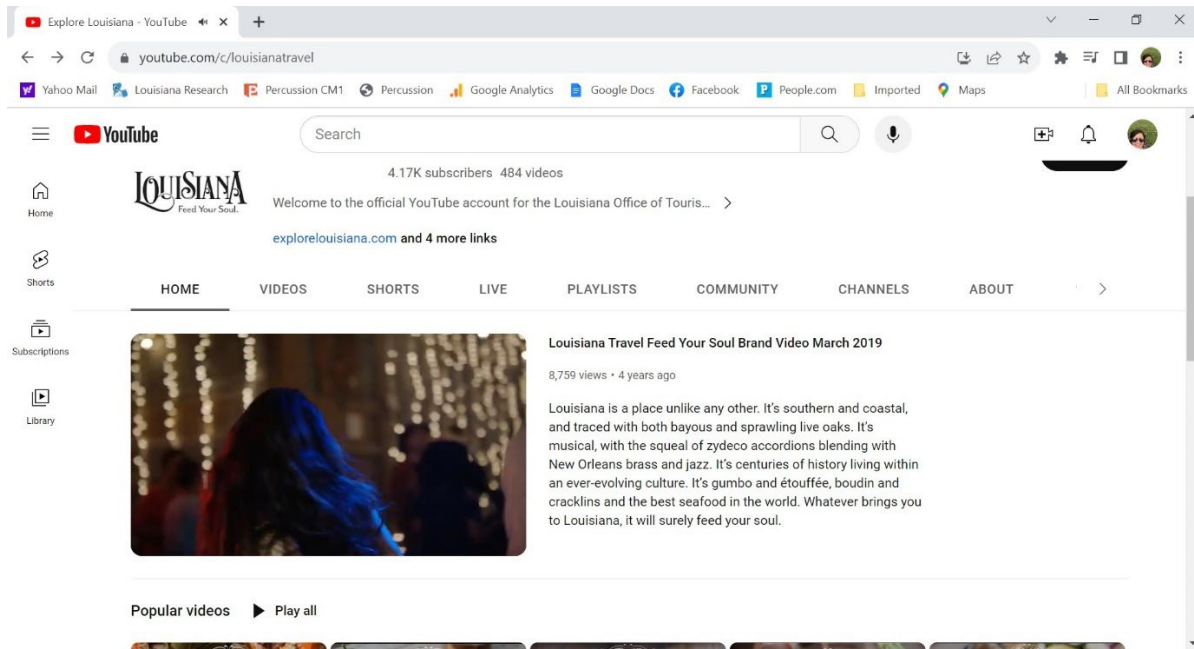 Explore Louisiana - YouTube
youtube.com/c/louisianatravel
Yahoo Mail Louisiana Research Percussion CM1 Percussion Google Analytics Google Docs Facebook People.com Imported Maps All Bookmarks
YouTube Search
LOUISIANA
Feed Your Soul.
4.17K subscribers 484 videos
Welcome to the official YouTube account for the Louisiana Office of Touris...
explorelouisiana.com and 4 more links
Home
Shorts
Subscriptions
Library
HOME VIDEOS SHORTS LIVE PLAYLISTS COMMUNITY CHANNELS ABOUT
Louisiana Travel Feed Your Soul Brand Video March 2019
8,759 views • 4 years ago
Louisiana is a place unlike any other. It's southern and coastal,
and traced with both bayous and sprawling live oaks. It's
musical, with the squeal of zydeco accordions blending with
New Orleans brass and jazz. It's centuries of history living within
an ever-evolving culture. It's gumbo and étouffée, boudin and
cracklins and the best seafood in the world. Whatever brings you
to Louisiana, it will surely feed your soul.
Popular videos Play all